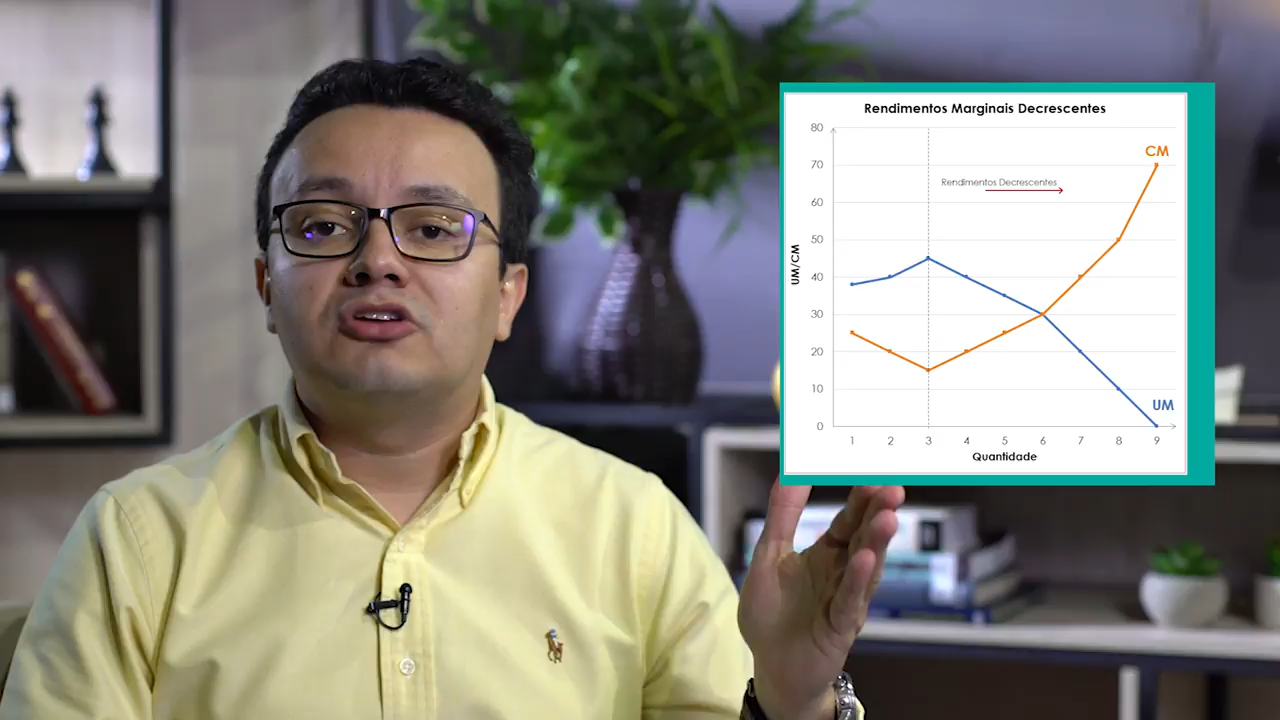 Rendimentos Marginais Decrescentes
80
CM
70
Rendimentos Decrescentes
60
50
UM/CM
40
30
20
10
UM
0
1 2 3 4 5 6 7 8 9
Quantidade